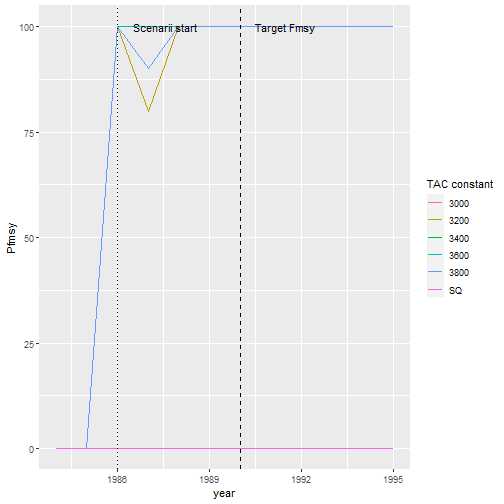 100
75
50
25
0
Pfmsy
Scenarii start
Target Fmsy
1986
1989
1992
1995
year
TAC constant
3000
3200
3400
3600
3800
SQ